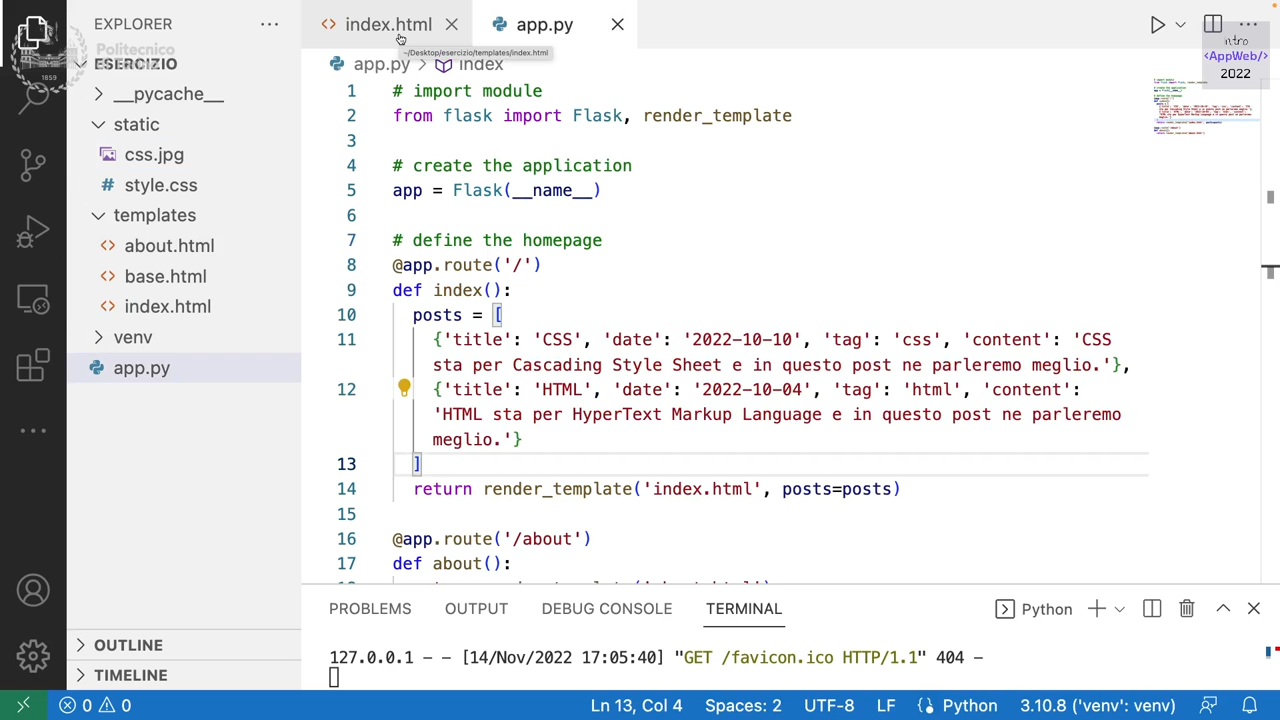 EXPLORER
index.html
app.py
Politecnico
1859
ESERCIZIO
~/Desktop/esercizio/templates/index.html
<AppWeb/>
2022
app.py > index
__pycache__
static
css.jpg
style.css
templates
about.html
base.html
index.html
venv
app.py
OUTLINE
TIMELINE
1 # import module
2 from flask import Flask, render_template
3
4 # create the application
5 app = Flask(__name__)
6
7 # define the homepage
8 @app.route('/')
9 def index():
10 posts = [
11 {'title': 'CSS', 'date': '2022-10-10', 'tag': 'css', 'content': 'CSS
sta per Cascading Style Sheet e in questo post ne parleremo meglio.'},
12 {'title': 'HTML', 'date': '2022-10-04', 'tag': 'html', 'content':
'HTML sta per HyperText Markup Language e in questo post ne parleremo
meglio.'}
13 ]
14 return render_template('index.html', posts=posts)
15
16 @app.route('/about')
17 def about():
PROBLEMS OUTPUT DEBUG CONSOLE TERMINAL
Python
127.0.0.1 - - [14/Nov/2022 17:05:40] "GET /favicon.ico HTTP/1.1" 404 -
0 0 Ln 13, Col 4 Spaces: 2 UTF-8 LF Python 3.10.8 ('venv': venv)